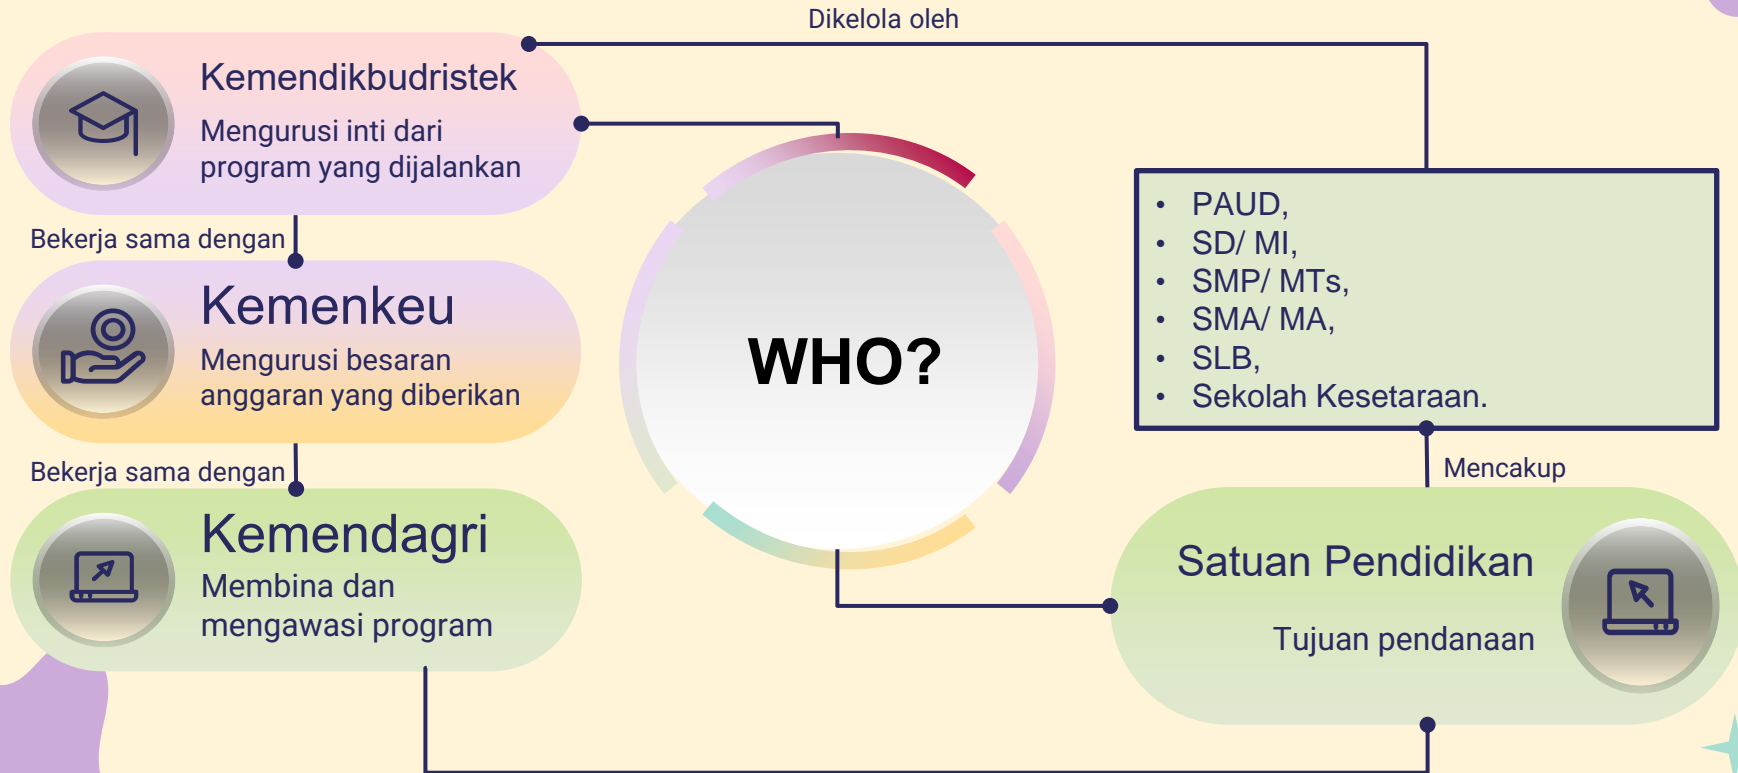 Dikelola oleh
Kemendikbudristek
Mengurusi inti dari
program yang dijalankan
Bekerja sama dengan
Kemenkeu
Mengurusi besaran
anggaran yang diberikan
Bekerja sama dengan
Kemendagri
Membina dan
mengawasi program
WHO?
• PAUD,
• SD/ MI,
• SMP/ MTs,
• SMA/ MA,
• SLB,
• Sekolah Kesetaraan.
Mencakup
Satuan Pendidikan
Tujuan pendanaan